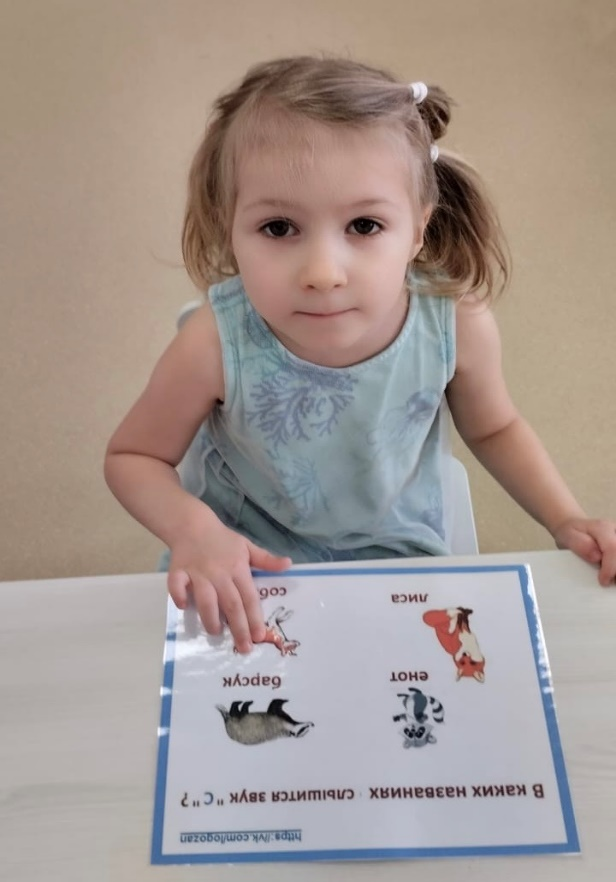 https://vk.com/logozan
В каких названиях слышится звук "С"?
енот барсук
лиса